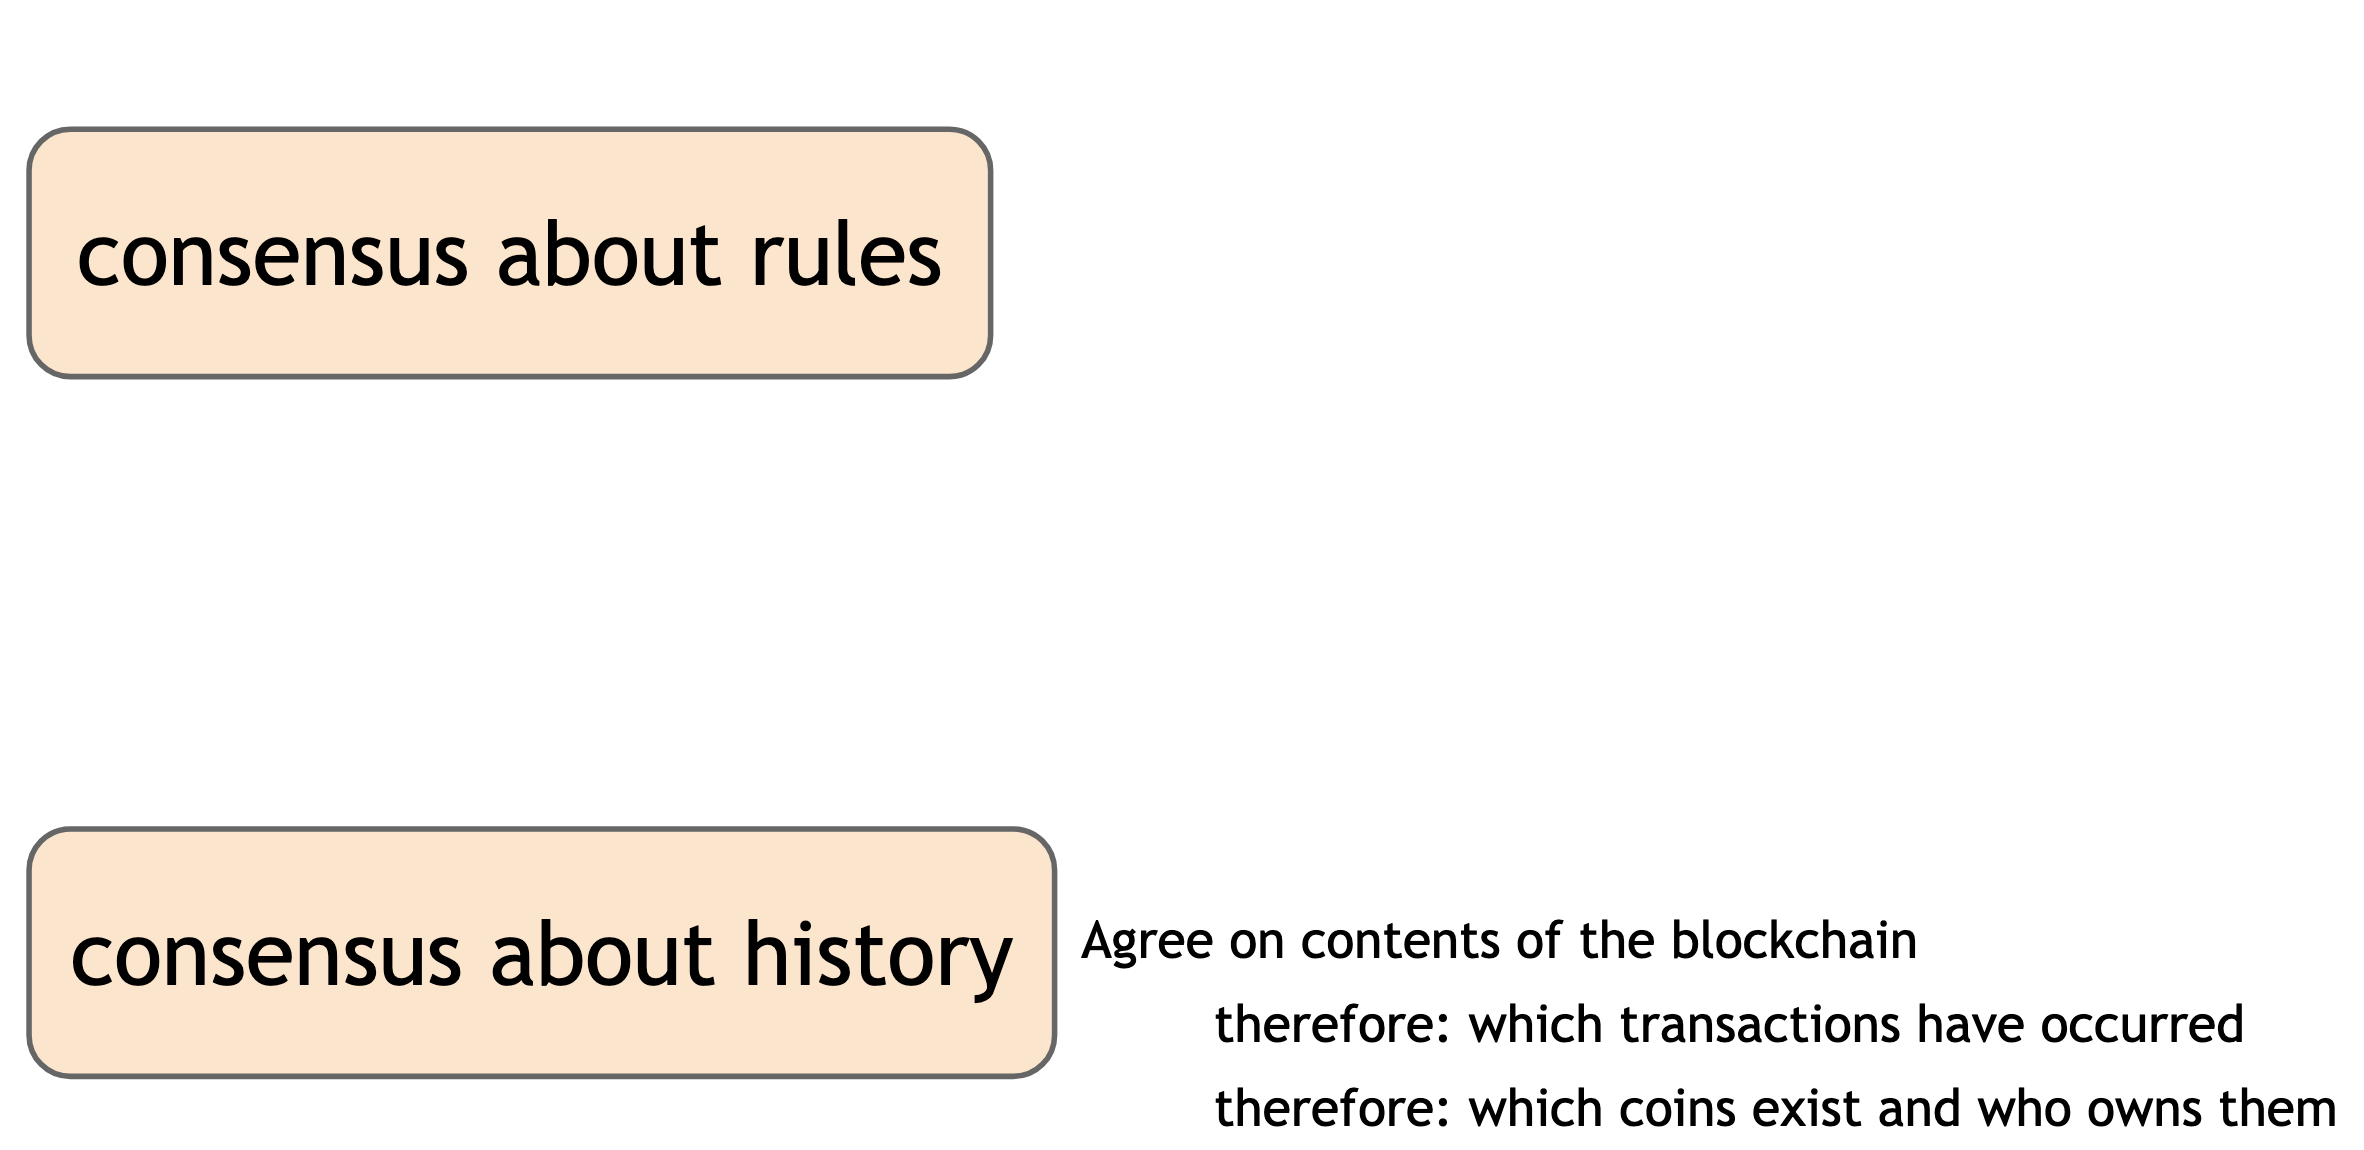 consensus about rules
consensus about history
Agree on contents of the blockchain
therefore: which transactions have occurred
therefore: which coins exist and who owns them